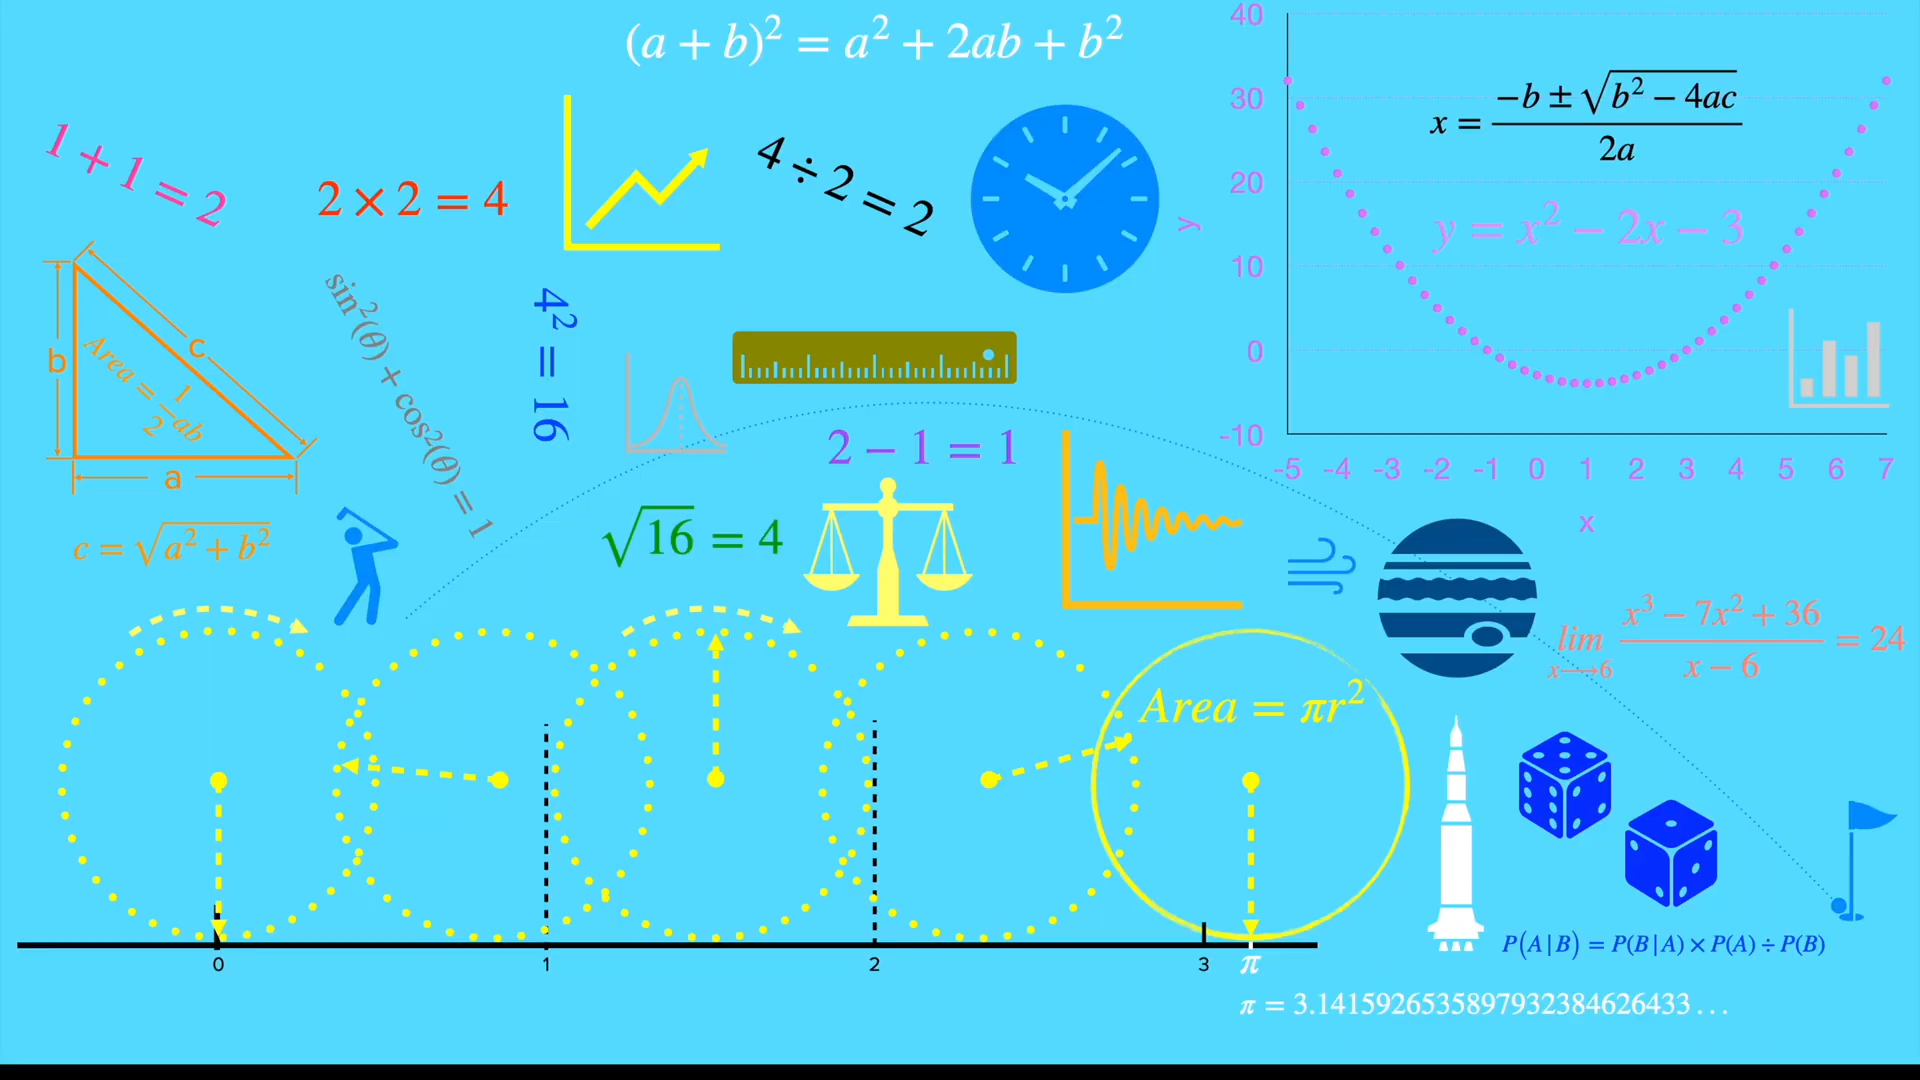 (a + b)² = a² + 2ab + b²
40
30
20
10
0
-10
y
x = (−b ± √(b² − 4ac)) / 2a
y = x² − 2x − 3
-5 -4 -3 -2 -1 0 1 2 3 4 5 6 7
x
1 + 1 = 2
2 × 2 = 4
4 ÷ 2 = 2
b
c
Area = 1/2 ab
a
c = √(a² + b²)
sin²(θ) + cos²(θ) = 1
4² = 16
2 − 1 = 1
√16 = 4
lim x⟶6 (x³ − 7x² + 36) / (x − 6) = 24
Area = πr²
0 1 2 3 π
P(A|B) = P(B|A) × P(A) ÷ P(B)
π = 3.1415926535897932384626433...